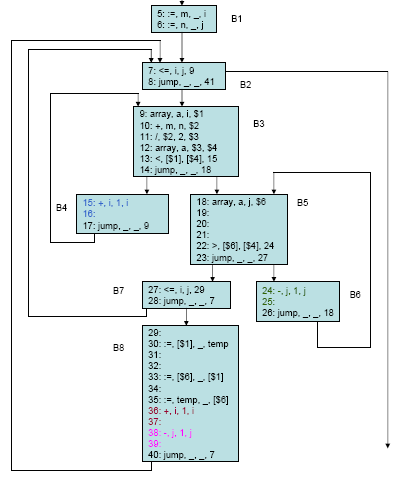 5: :=, m, _, i
6: :=, n, _, j
B1
7: <=, i, j, 9
8: jump, _, _, 41
B2
9: array, a, i, $1
10: +, m, n, $2
11: /, $2, 2, $3
12: array, a, $3, $4
13: <, [$1], [$4], 15
14: jump, _, _, 18
B3
B4
15: +, i, 1, i
16:
17: jump, _, _, 9
18: array, a, j, $6
19:
20:
21:
22: >, [$6], [$4], 24
23: jump, _, _, 27
B5
B7
27: <=, i, j, 29
28: jump, _, _, 7
24: -, j, 1, j
25:
26: jump, _, _, 18
B6
B8
29:
30: :=, [$1], _, temp
31:
32:
33: :=, [$6], _, [$1]
34:
35: :=, temp, _, [$6]
36: +, i, 1, i
37:
38: -, j, 1, j
39:
40: jump, _, _, 7